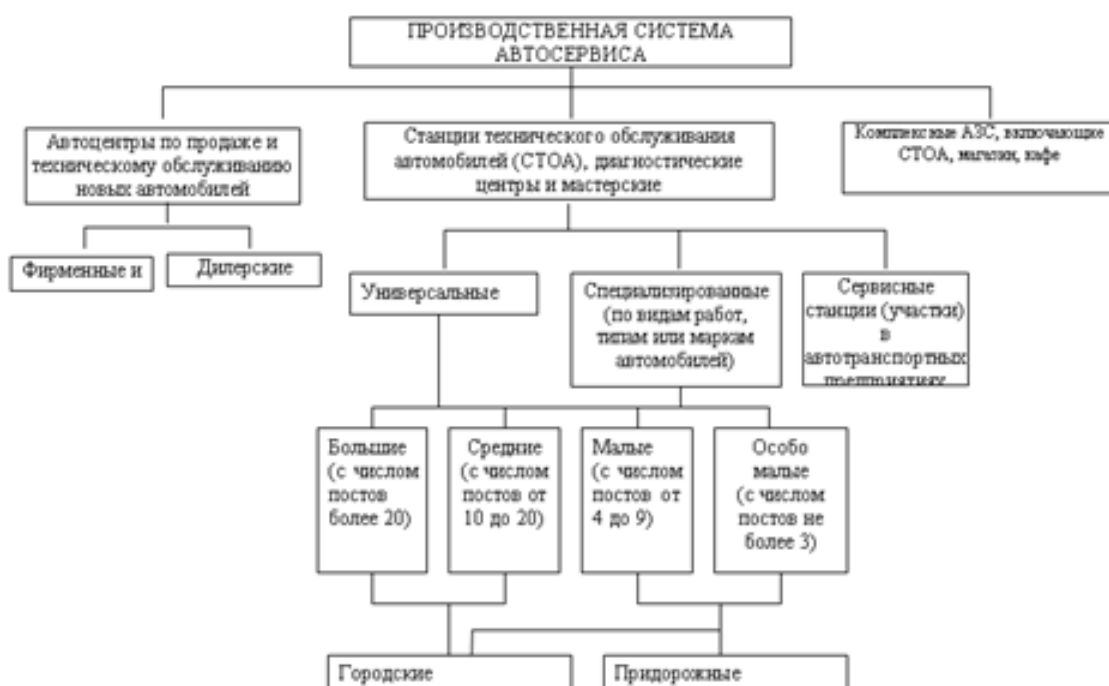 ПРОИЗВОДСТВЕННАЯ СИСТЕМА
АВТОСЕРВИСА
Автоцентры по продаже и
техническому обслуживанию
новых автомобилей
Станции технического обслуживания
автомобилей (СТОА), диагностические
центры и мастерские
Комплексные АЗС, включающие
СТОА, магазин, кафе
Фирменные и
Дилерские
Универсальные
Специализированные
(по видам работ,
типам или маркам
автомобилей)
Сервисные
станции (участки)
в
автотранспортных
предприятиях
Большие
(с числом
постов
более 20)
Средние
(с числом
постов от
10 до 20)
Малые
(с числом
постов от
4 до 9)
Особо
малые
(с числом
постов не
более 3)
Городские
Придорожные